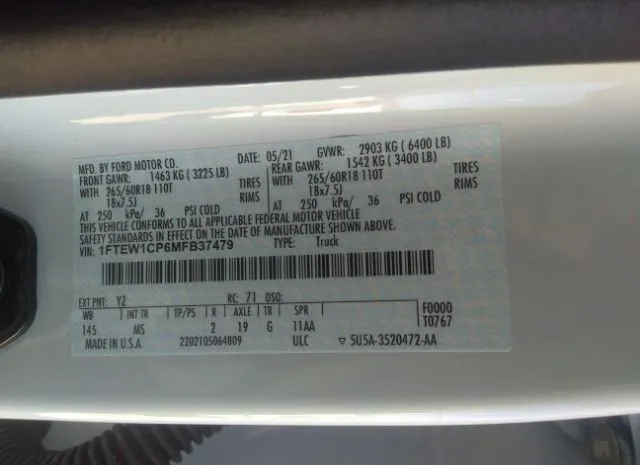 MFD. BY FORD MOTOR CO.
DATE: 05/21 GVWR: 2903 KG ( 6400 LB)
FRONT GAWR: 1463 KG ( 3225 LB) REAR GAWR: 1542 KG ( 3400 LB)
WITH 265/60R18 110T TIRES WITH 265/60R18 110T TIRES
18x7.5J RIMS 18x7.5J RIMS
AT 250 kPa/ 36 PSI COLD AT 250 kPa/ 36 PSI COLD
THIS VEHICLE CONFORMS TO ALL APPLICABLE FEDERAL MOTOR VEHICLE
SAFETY STANDARDS IN EFFECT ON THE DATE OF MANUFACTURE SHOWN ABOVE.
VIN: 1FTEW1CP6MFB37479 TYPE: Truck
EXT PNT: YZ RC: 71 DSO: F0000
WB INT TR TP/PS R AXLE TR SPR T0767
145 MS 2 19 G 11AA
MADE IN U.S.A. 2202105064809 ULC ▽ 5U5A-3520472-AA